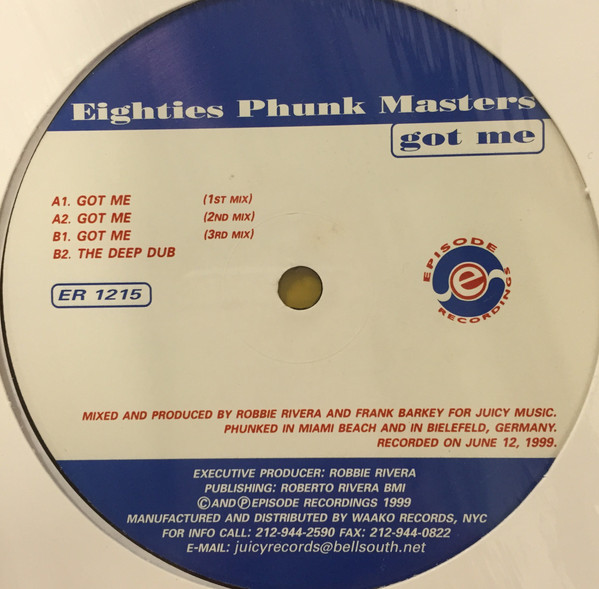 Eighties Phunk Masters
got me
A1. GOT ME (1ST MIX)
A2. GOT ME (2ND MIX)
B1. GOT ME (3RD MIX)
B2. THE DEEP DUB
ER 1215
EPISODE
e
RECORDINGS
MIXED AND PRODUCED BY ROBBIE RIVERA AND FRANK BARKEY FOR JUICY MUSIC.
PHUNKED IN MIAMI BEACH AND IN BIELEFELD, GERMANY.
RECORDED ON JUNE 12, 1999.
EXECUTIVE PRODUCER: ROBBIE RIVERA
PUBLISHING: ROBERTO RIVERA BMI
©AND℗EPISODE RECORDINGS 1999
MANUFACTURED AND DISTRIBUTED BY WAAKO RECORDS, NYC
FOR INFO CALL: 212-944-2590 FAX: 212-944-0822
E-MAIL: juicyrecords@bellsouth.net